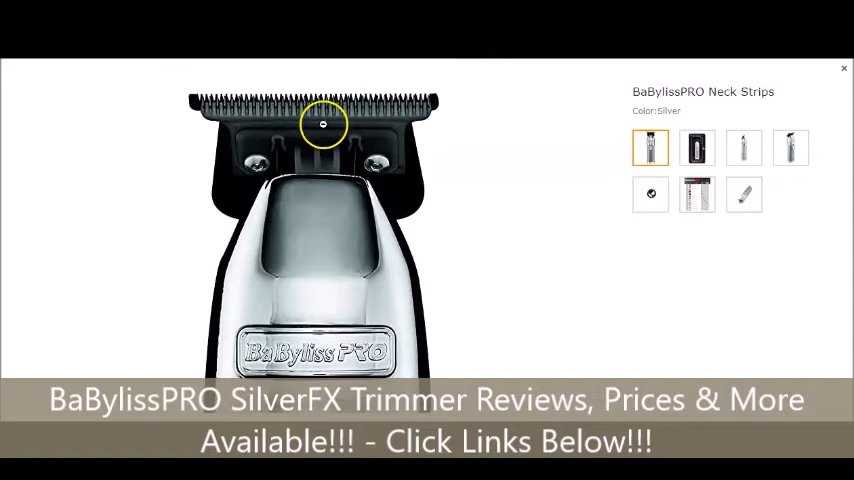 BaBylissPRO Neck Strips
Color:Silver
BaBylissPRO
BaBylissPRO SilverFX Trimmer Reviews, Prices & More
Available!!! - Click Links Below!!!